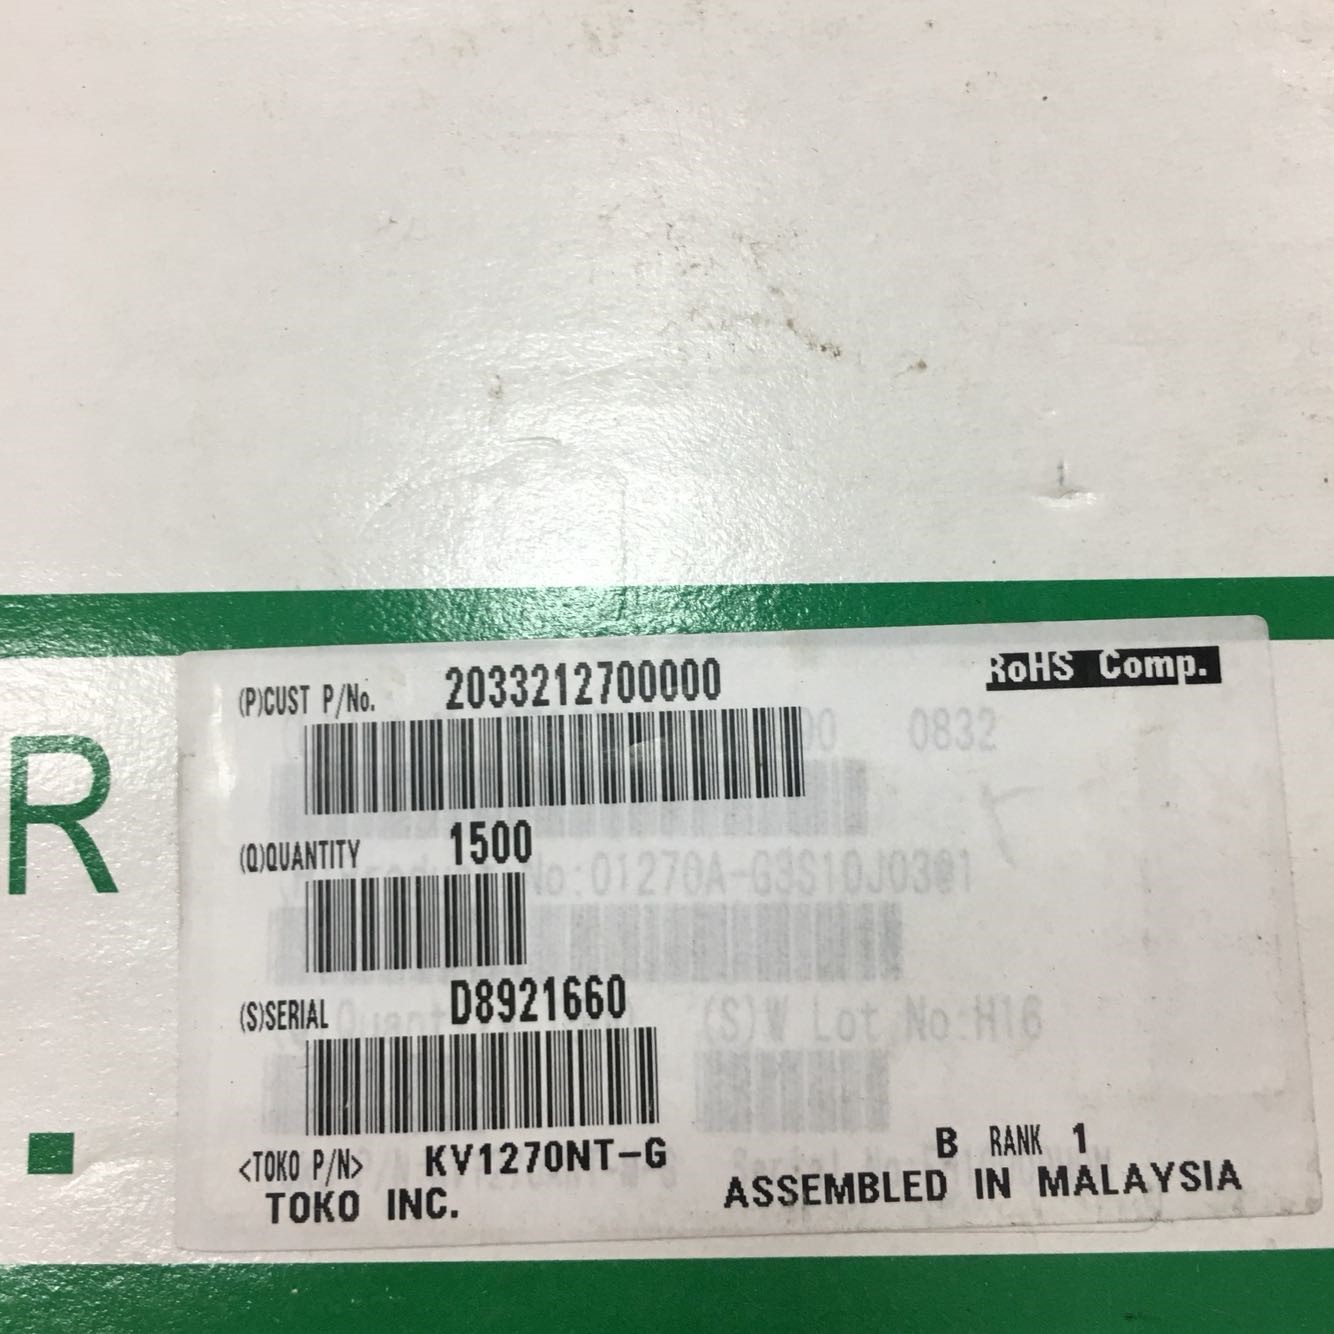 (P)CUST P/No. 2033212700000 RoHS Comp.
0832
R
(Q)QUANTITY 1500
No:01270A-G3S10J03@1
(S)SERIAL D8921660
(S)W Lot No:H16
<TOKO P/N> KV1270NT-G B RANK 1
TOKO INC. ASSEMBLED IN MALAYSIA